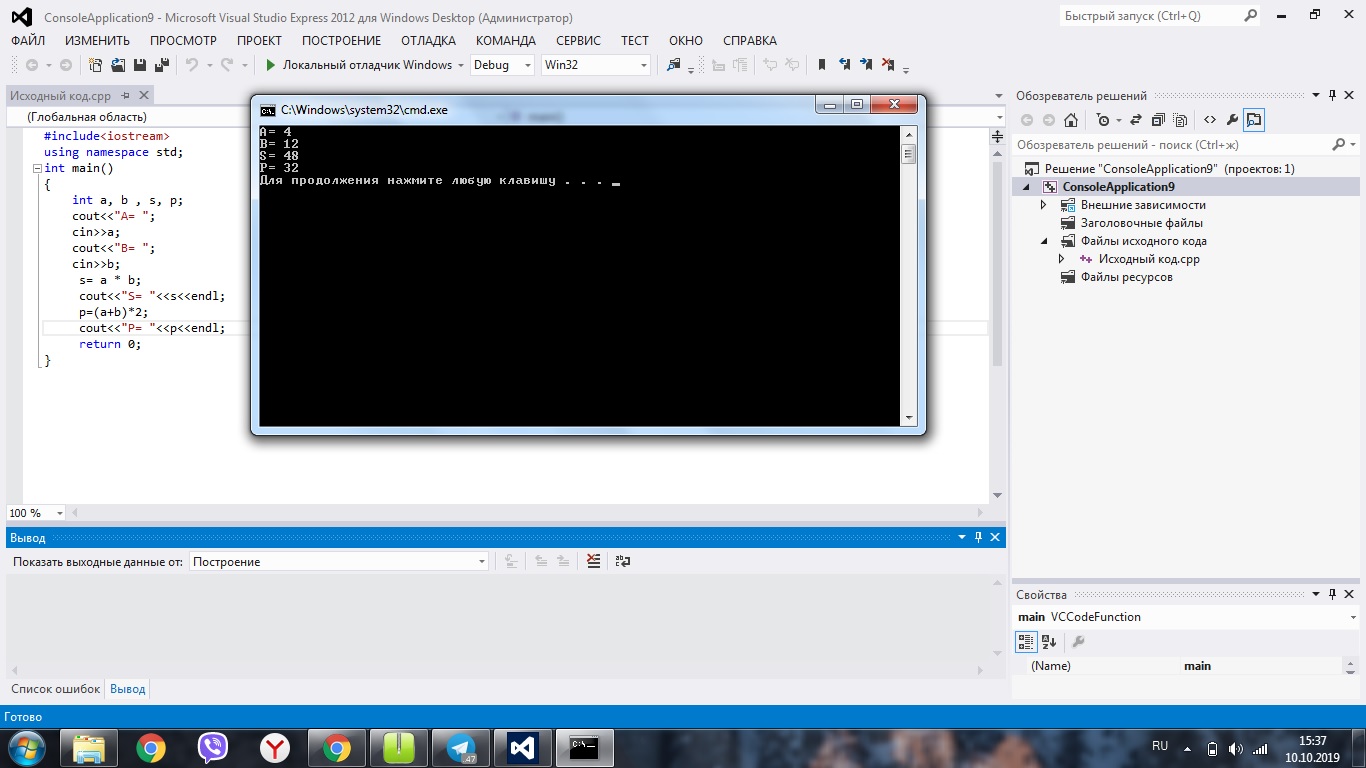 ConsoleApplication9 - Microsoft Visual Studio Express 2012 для Windows Desktop (Администратор)
Быстрый запуск (Ctrl+Q)
ФАЙЛ ИЗМЕНИТЬ ПРОСМОТР ПРОЕКТ ПОСТРОЕНИЕ ОТЛАДКА КОМАНДА СЕРВИС ТЕСТ ОКНО СПРАВКА
Локальный отладчик Windows Debug Win32
Исходный код.cpp
(Глобальная область)
main()
#include<iostream>
using namespace std;
int main()
{
int a, b , s, p;
cout<<"A= ";
cin>>a;
cout<<"B= ";
cin>>b;
s= a * b;
cout<<"S= "<<s<<endl;
p=(a+b)*2;
cout<<"P= "<<p<<endl;
return 0;
}
C:\Windows\system32\cmd.exe
A= 4
B= 12
S= 48
P= 32
Для продолжения нажмите любую клавишу . . .
100 %
Вывод
Показать выходные данные от: Построение
Список ошибок Вывод
Обозреватель решений
Обозреватель решений - поиск (Ctrl+ж)
Решение "ConsoleApplication9" (проектов: 1)
ConsoleApplication9
Внешние зависимости
Заголовочные файлы
Файлы исходного кода
Исходный код.cpp
Файлы ресурсов
Свойства
main VCCodeFunction
(Name) main
Готово
47
RU
15:37
10.10.2019